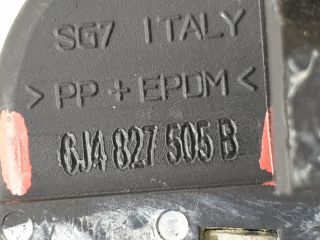 SG7 ITALY
>PP+EPDM<
6J4 827 505 B